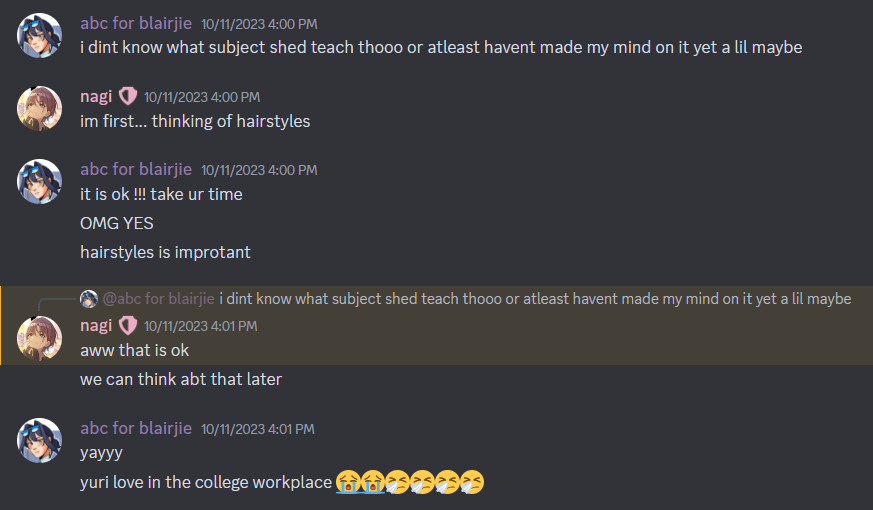 abc for blairjie 10/11/2023 4:00 PM
i dint know what subject shed teach thooo or atleast havent made my mind on it yet a lil maybe
nagi 10/11/2023 4:00 PM
im first... thinking of hairstyles
abc for blairjie 10/11/2023 4:00 PM
it is ok !!! take ur time
OMG YES
hairstyles is improtant
@abc for blairjie i dint know what subject shed teach thooo or atleast havent made my mind on it yet a lil maybe
nagi 10/11/2023 4:01 PM
aww that is ok
we can think abt that later
abc for blairjie 10/11/2023 4:01 PM
yayyy
yuri love in the college workplace 😭😭🤧🤧🤧🤧